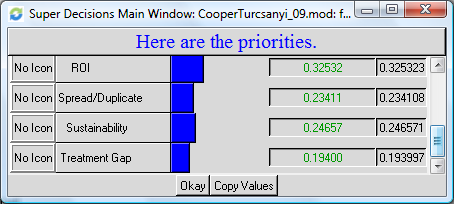 Super Decisions Main Window: CooperTurcsanyi_09.mod: f...
Here are the priorities.
No Icon ROI 0.32532 0.325323
No Icon Spread/Duplicate 0.23411 0.234108
No Icon Sustainability 0.24657 0.246571
No Icon Treatment Gap 0.19400 0.193997
Okay Copy Values